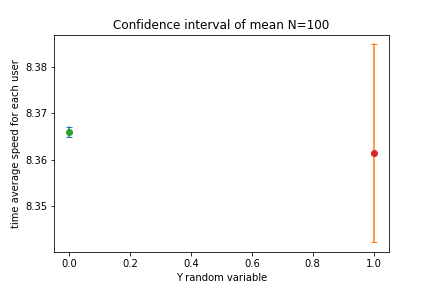 Confidence interval of mean N=100
time average speed for each user
8.38
8.37
8.36
8.35
0.0 0.2 0.4 0.6 0.8 1.0
Y random variable